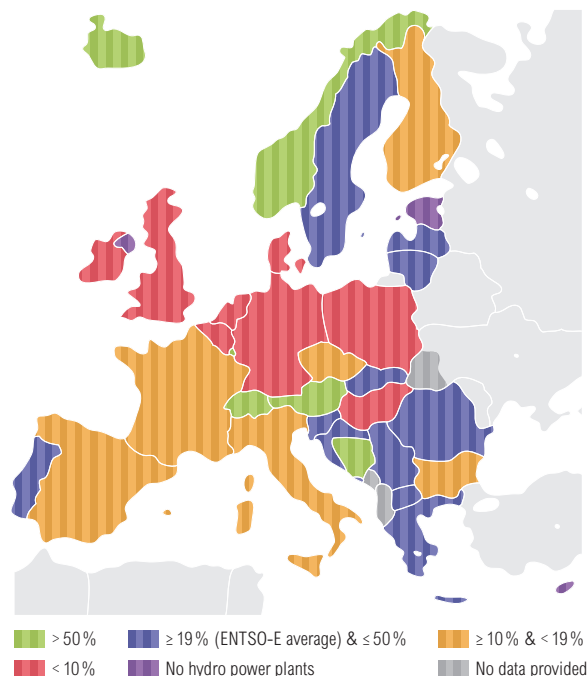 > 50 % ≥ 19 % (ENTSO-E average) & ≤ 50 % ≥ 10 % & < 19 %
< 10 % No hydro power plants No data provided